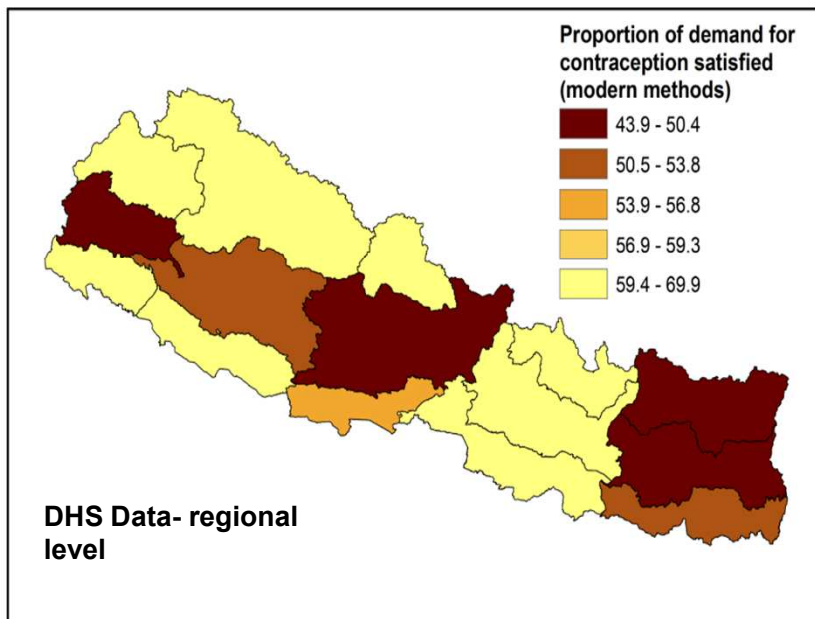 Proportion of demand for
contraception satisfied
(modern methods)
43.9 - 50.4
50.5 - 53.8
53.9 - 56.8
56.9 - 59.3
59.4 - 69.9
DHS Data- regional
level